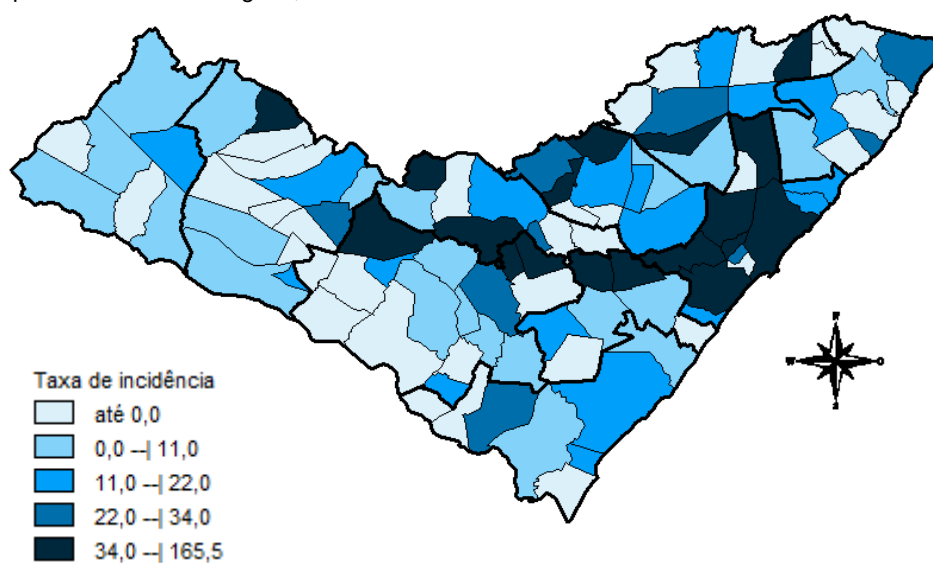 Taxa de incidência
até 0,0
0,0 --| 11,0
11,0 --| 22,0
22,0 --| 34,0
34,0 --| 165,5
N
W
O
S